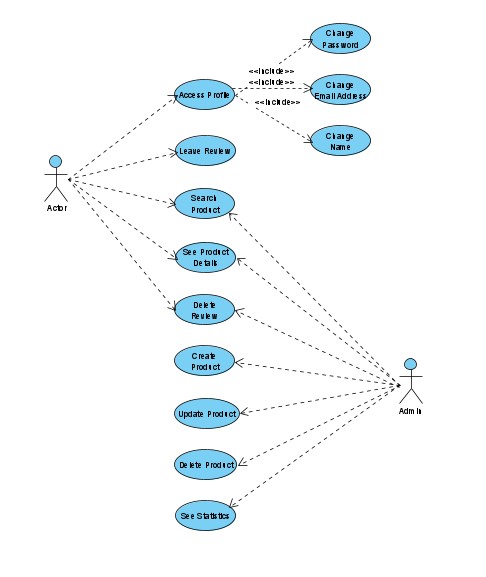 Change
Password
<<Include>>
<<Include>>
Access Profile
Change
Email Address
<<Include>>
Change
Name
Leave Review
Actor
Search
Product
See Product
Details
Delete
Review
Create
Product
Admin
Update Product
Delete Product
See Statistics